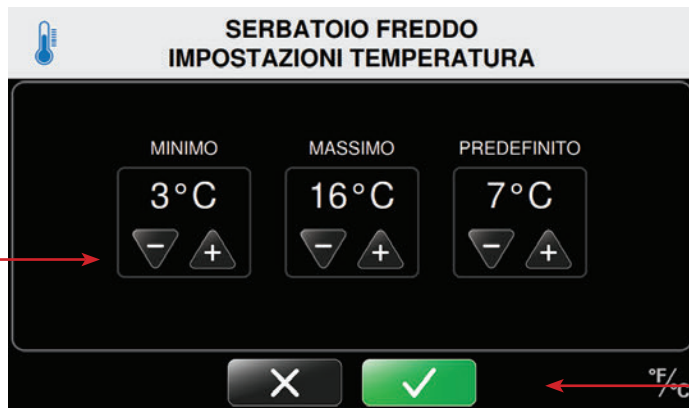 SERBATOIO FREDDO
IMPOSTAZIONI TEMPERATURA
MINIMO MASSIMO PREDEFINITO
3°C 16°C 7°C
- + - + - +
°F/°C